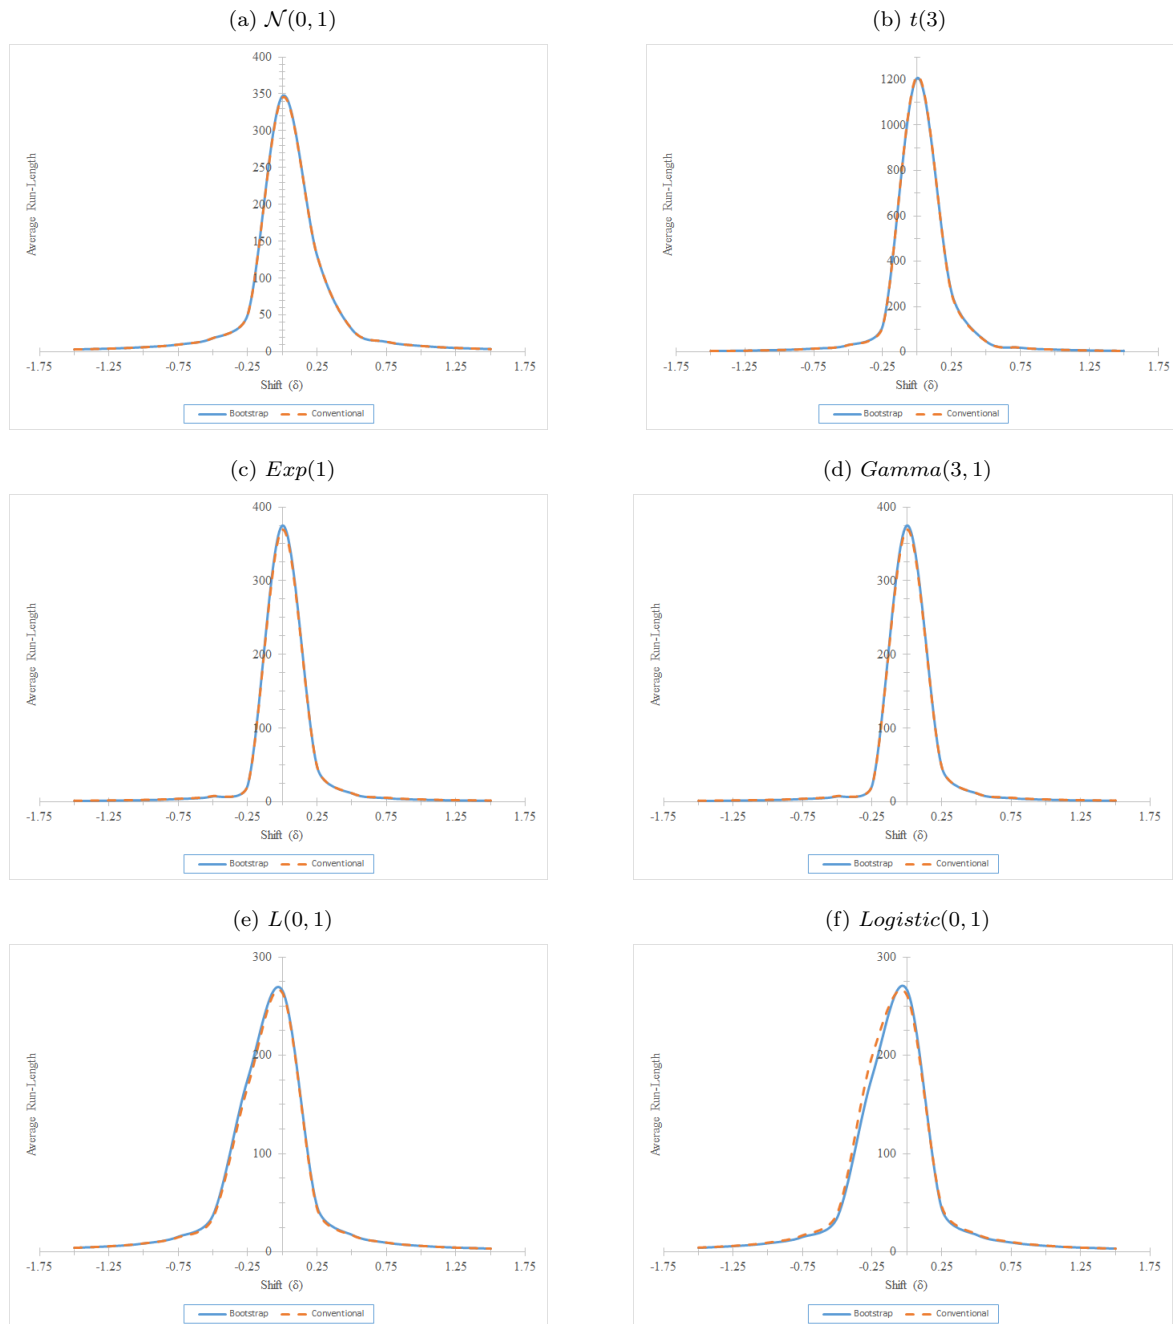 (a) 𝒩(0, 1)
400
350
300
250
200
150
100
50
0
Average Run-Length
-1.75 -1.25 -0.75 -0.25 0.25 0.75 1.25 1.75
Shift (δ)
Bootstrap Conventional
(b) t(3)
1200
1000
800
600
400
200
0
Average Run-Length
-1.75 -1.25 -0.75 -0.25 0.25 0.75 1.25 1.75
Shift (δ)
Bootstrap Conventional
(c) Exp(1)
400
300
200
100
0
Average Run-Length
-1.75 -1.25 -0.75 -0.25 0.25 0.75 1.25 1.75
Shift (δ)
Bootstrap Conventional
(d) Gamma(3, 1)
400
300
200
100
0
Average Run-Length
-1.75 -1.25 -0.75 -0.25 0.25 0.75 1.25 1.75
Shift (δ)
Bootstrap Conventional
(e) L(0, 1)
300
200
100
0
Average Run-Length
-1.75 -1.25 -0.75 -0.25 0.25 0.75 1.25 1.75
Shift (δ)
Bootstrap Conventional
(f) Logistic(0, 1)
300
200
100
0
Average Run-Length
-1.75 -1.25 -0.75 -0.25 0.25 0.75 1.25 1.75
Shift (δ)
Bootstrap Conventional